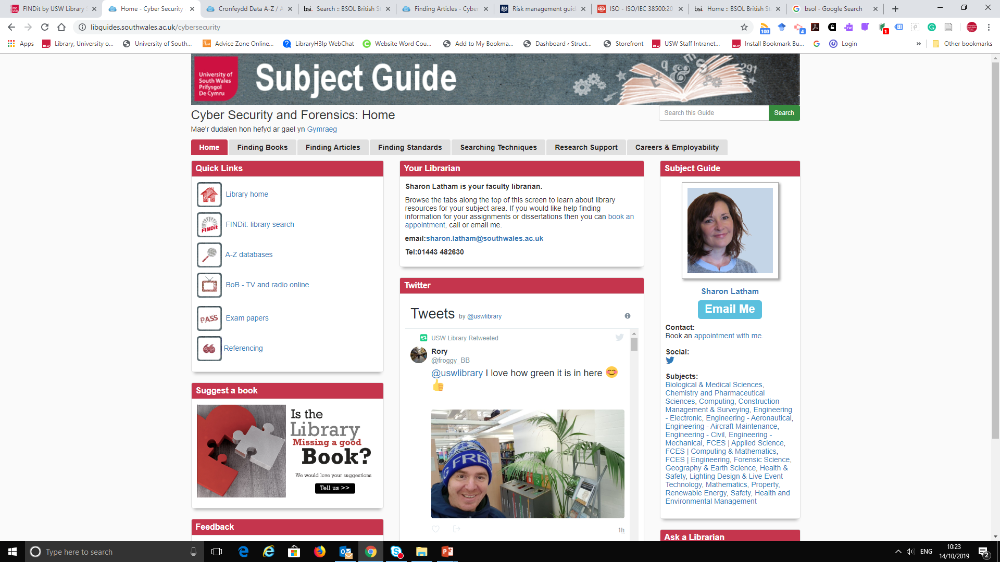 FINDit by USW Library
Home - Cyber Security
Cronfeydd Data A-Z / A
bsi. Search :: BSOL British St
Finding Articles - Cyber
Risk management guid
ISO - ISO/IEC 38500:20
bsi. Home :: BSOL British St
bsol - Google Search
libguides.southwales.ac.uk/cybersecurity
100
4
1
Apps
Library, University o...
University of South...
Advice Zone Online...
LibraryH3lp WebChat
Website Word Cou...
Add to My Bookma...
Dashboard ‹ Struct...
Storefront
USW Staff Intranet...
Install Bookmark Bu...
Login
»
Other bookmarks
University of
South Wales
Prifysgol
De Cymru
Subject Guide
291
Cyber Security and Forensics: Home
Search this Guide
Search
Mae'r dudalen hon hefyd ar gael yn Gymraeg
Home
Finding Books
Finding Articles
Finding Standards
Searching Techniques
Research Support
Careers & Employability
Quick Links
Library home
FINDit
FINDit: library search
A-Z databases
BoB - TV and radio online
PASS
Exam papers
Referencing
Suggest a book
Is the
Library
Missing a good
Book?
We would love your suggestions
Tell us >>
Feedback
Your Librarian
Sharon Latham is your faculty librarian.
Browse the tabs along the top of this screen to learn about library
resources for your subject area. If you would like help finding
information for your assignments or dissertations then you can book an
appointment, call or email me.
email:sharon.latham@southwales.ac.uk
Tel:01443 482630
Twitter
Tweets by @uswlibrary
USW Library Retweeted
Rory
@froggy_BB
@uswlibrary I love how green it is in here 😊
👍
FREE
1h
Subject Guide
Sharon Latham
Email Me
Contact:
Book an appointment with me.
Social:
Subjects:
Biological & Medical Sciences,
Chemistry and Pharmaceutical
Sciences, Computing, Construction
Management & Surveying, Engineering
- Electronic, Engineering - Aeronautical,
Engineering - Aircraft Maintenance,
Engineering - Civil, Engineering -
Mechanical, FCES | Applied Science,
FCES | Computing & Mathematics,
FCES | Engineering, Forensic Science,
Geography & Earth Science, Health &
Safety, Lighting Design & Live Event
Technology, Mathematics, Property,
Renewable Energy, Safety, Health and
Environmental Management
Ask a Librarian
Type here to search
ENG
10:23
14/10/2019
2